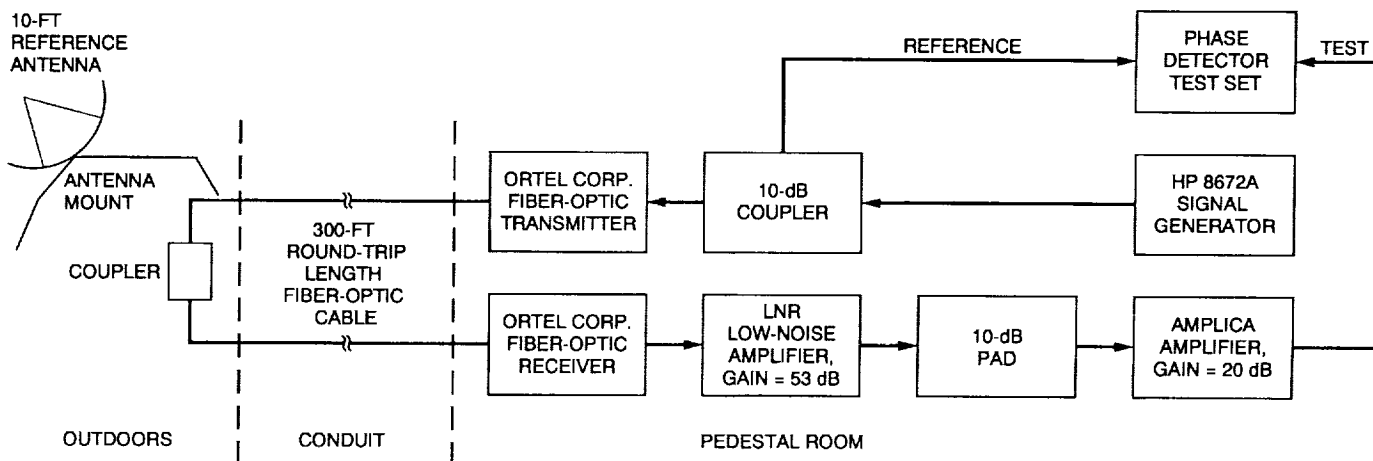 10-FT
REFERENCE
ANTENNA
REFERENCE
PHASE
DETECTOR
TEST SET
TEST
ANTENNA
MOUNT
ORTEL CORP.
FIBER-OPTIC
TRANSMITTER
10-dB
COUPLER
HP 8672A
SIGNAL
GENERATOR
COUPLER
300-FT
ROUND-TRIP
LENGTH
FIBER-OPTIC
CABLE
ORTEL CORP.
FIBER-OPTIC
RECEIVER
LNR
LOW-NOISE
AMPLIFIER,
GAIN = 53 dB
10-dB
PAD
AMPLICA
AMPLIFIER,
GAIN = 20 dB
OUTDOORS
CONDUIT
PEDESTAL ROOM